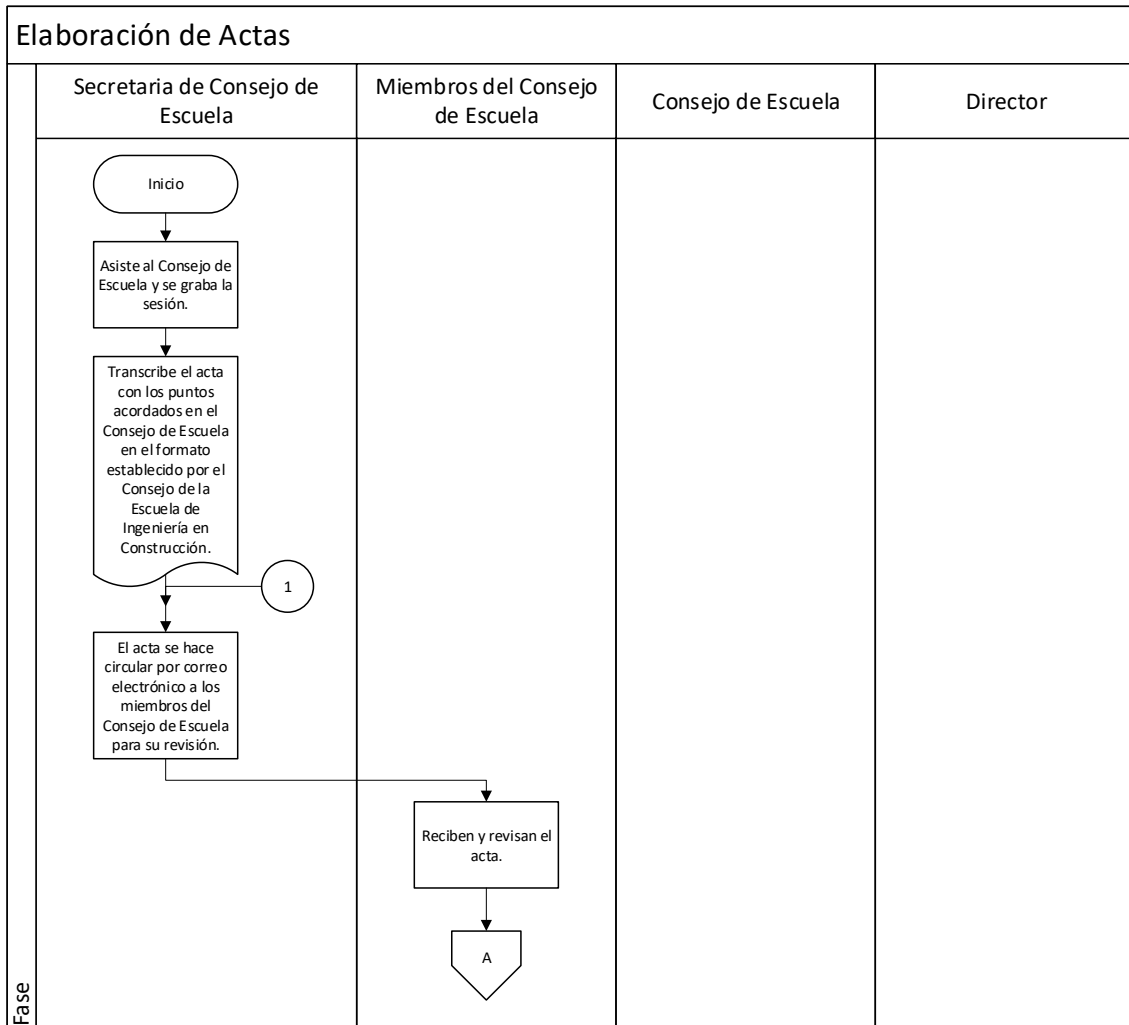 Elaboración de Actas
Secretaria de Consejo de
Escuela
Miembros del Consejo
de Escuela
Consejo de Escuela
Director
Inicio
Asiste al Consejo de
Escuela y se graba la
sesión.
Transcribe el acta
con los puntos
acordados en el
Consejo de Escuela
en el formato
establecido por el
Consejo de la
Escuela de
Ingeniería en
Construcción.
1
El acta se hace
circular por correo
electrónico a los
miembros del
Consejo de Escuela
para su revisión.
Reciben y revisan el
acta.
A
Fase